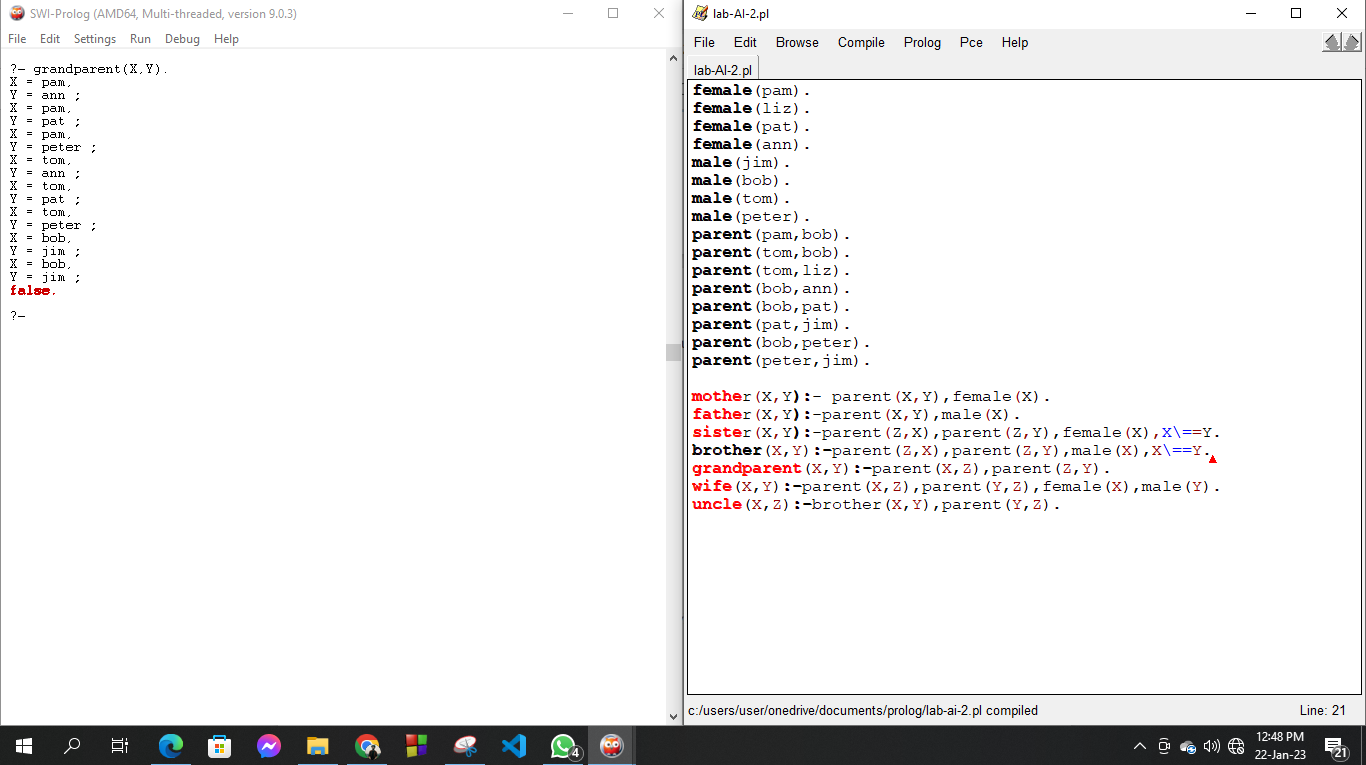 SWI-Prolog (AMD64, Multi-threaded, version 9.0.3)
File Edit Settings Run Debug Help
?- grandparent(X,Y).
X = pam,
Y = ann ;
X = pam,
Y = pat ;
X = pam,
Y = peter ;
X = tom,
Y = ann ;
X = tom,
Y = pat ;
X = tom,
Y = peter ;
X = bob,
Y = jim ;
X = bob,
Y = jim ;
false.
?-
lab-AI-2.pl
File Edit Browse Compile Prolog Pce Help
lab-AI-2.pl
female(pam).
female(liz).
female(pat).
female(ann).
male(jim).
male(bob).
male(tom).
male(peter).
parent(pam,bob).
parent(tom,bob).
parent(tom,liz).
parent(bob,ann).
parent(bob,pat).
parent(pat,jim).
parent(bob,peter).
parent(peter,jim).
mother(X,Y):- parent(X,Y),female(X).
father(X,Y):-parent(X,Y),male(X).
sister(X,Y):-parent(Z,X),parent(Z,Y),female(X),X\==Y.
brother(X,Y):-parent(Z,X),parent(Z,Y),male(X),X\==Y.
grandparent(X,Y):-parent(X,Z),parent(Z,Y).
wife(X,Y):-parent(X,Z),parent(Y,Z),female(X),male(Y).
uncle(X,Z):-brother(X,Y),parent(Y,Z).
c:/users/user/onedrive/documents/prolog/lab-ai-2.pl compiled Line: 21
4
12:48 PM
22-Jan-23
21